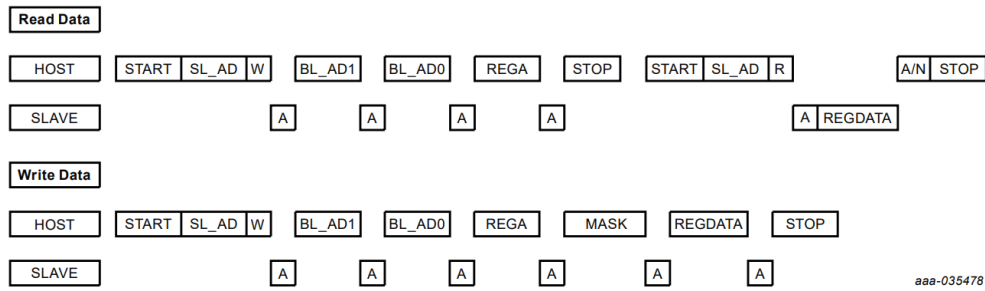 Read Data
HOST START SL_AD W BL_AD1 BL_AD0 REGA STOP START SL_AD R A/N STOP
SLAVE A A A A A REGDATA
Write Data
HOST START SL_AD W BL_AD1 BL_AD0 REGA MASK REGDATA STOP
SLAVE A A A A A A
aaa-035478